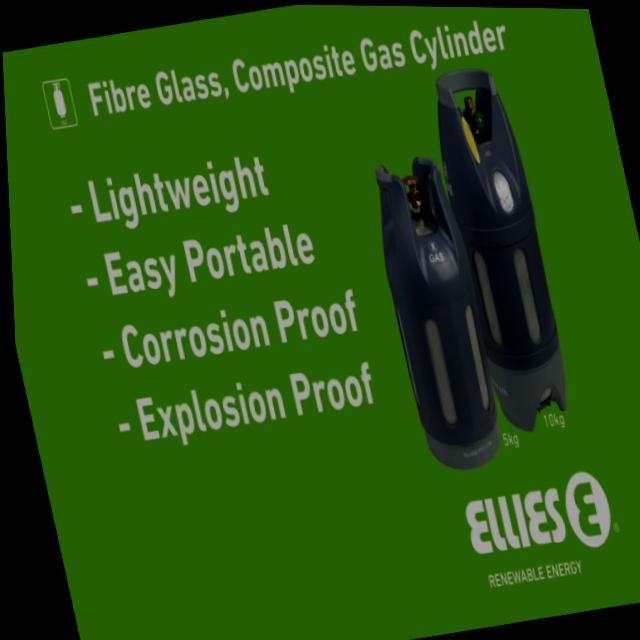 Fibre Glass, Composite Gas Cylinder
- Lightweight
- Easy Portable
- Corrosion Proof
- Explosion Proof
GAS
5kg
10kg
ELLIES E
RENEWABLE ENERGY